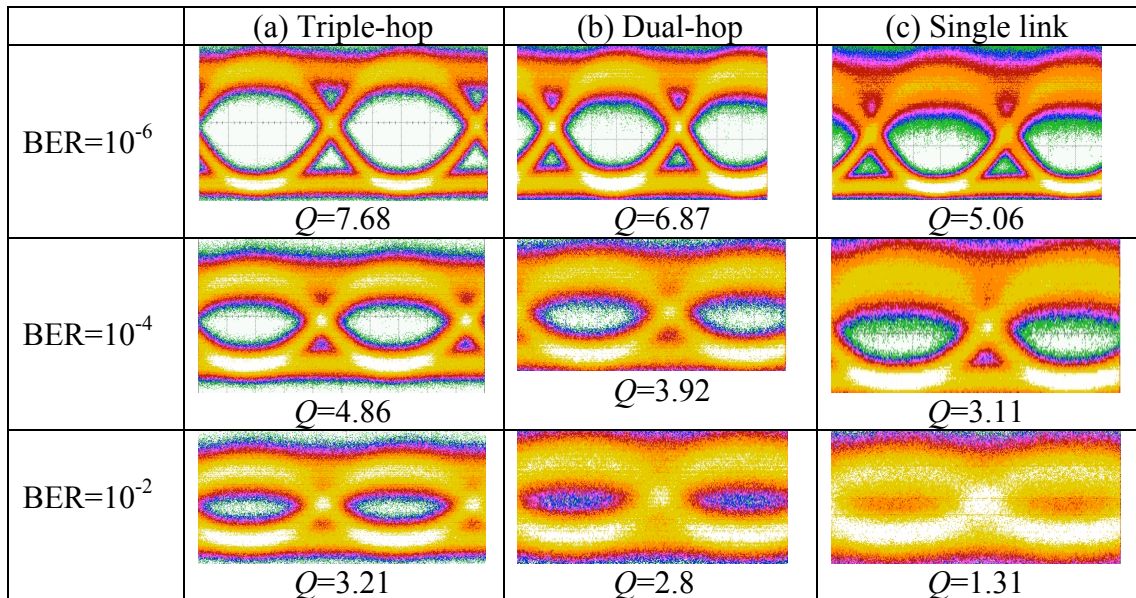 (a) Triple-hop (b) Dual-hop (c) Single link
BER=10⁻⁶
Q=7.68 Q=6.87 Q=5.06
BER=10⁻⁴
Q=4.86 Q=3.92 Q=3.11
BER=10⁻²
Q=3.21 Q=2.8 Q=1.31